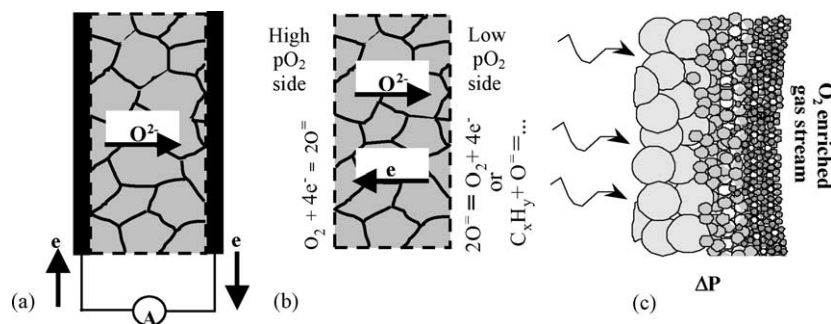 O²⁻
e
e
A
(a)
(b)
High
pO₂
side
O₂ + 4e⁻ = 2O⁼
O²⁻
e
Low
pO₂
side
2O⁼ = O₂ + 4e⁻
or
CₓHᵧ + O⁼=...
O₂ enriched
gas stream
ΔP
(c)